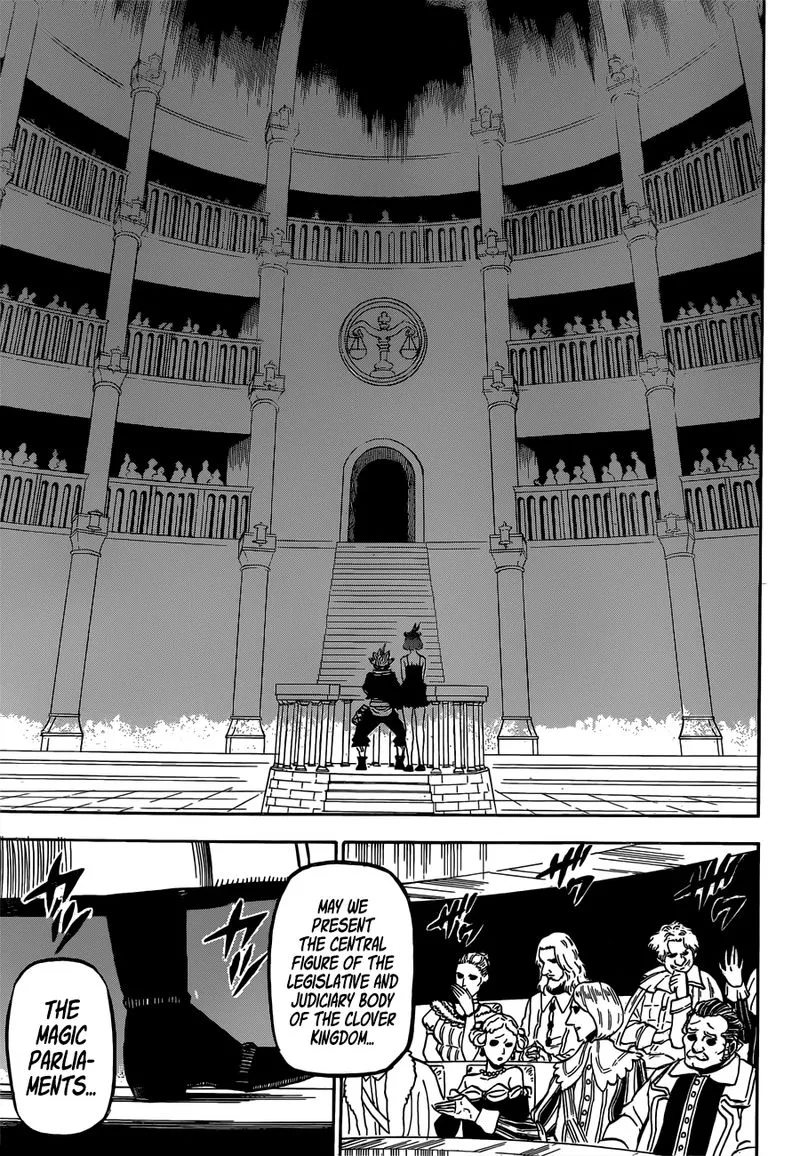 MAY WE
PRESENT
THE CENTRAL
FIGURE OF THE
LEGISLATIVE AND
JUDICIARY BODY
OF THE CLOVER
KINGDOM...
THE
MAGIC
PARLIA-
MENTS...